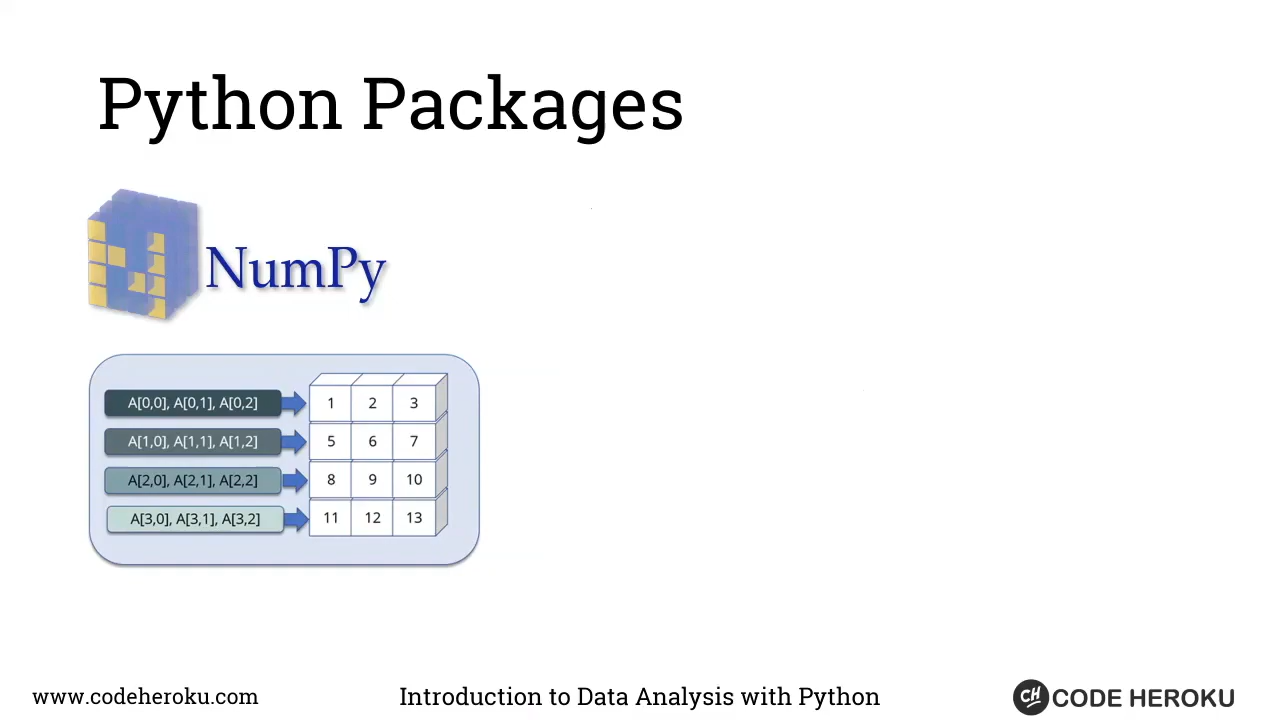 Python Packages
NumPy
A[0,0], A[0,1], A[0,2] 1 2 3
A[1,0], A[1,1], A[1,2] 5 6 7
A[2,0], A[2,1], A[2,2] 8 9 10
A[3,0], A[3,1], A[3,2] 11 12 13
www.codeheroku.com Introduction to Data Analysis with Python CH CODE HEROKU